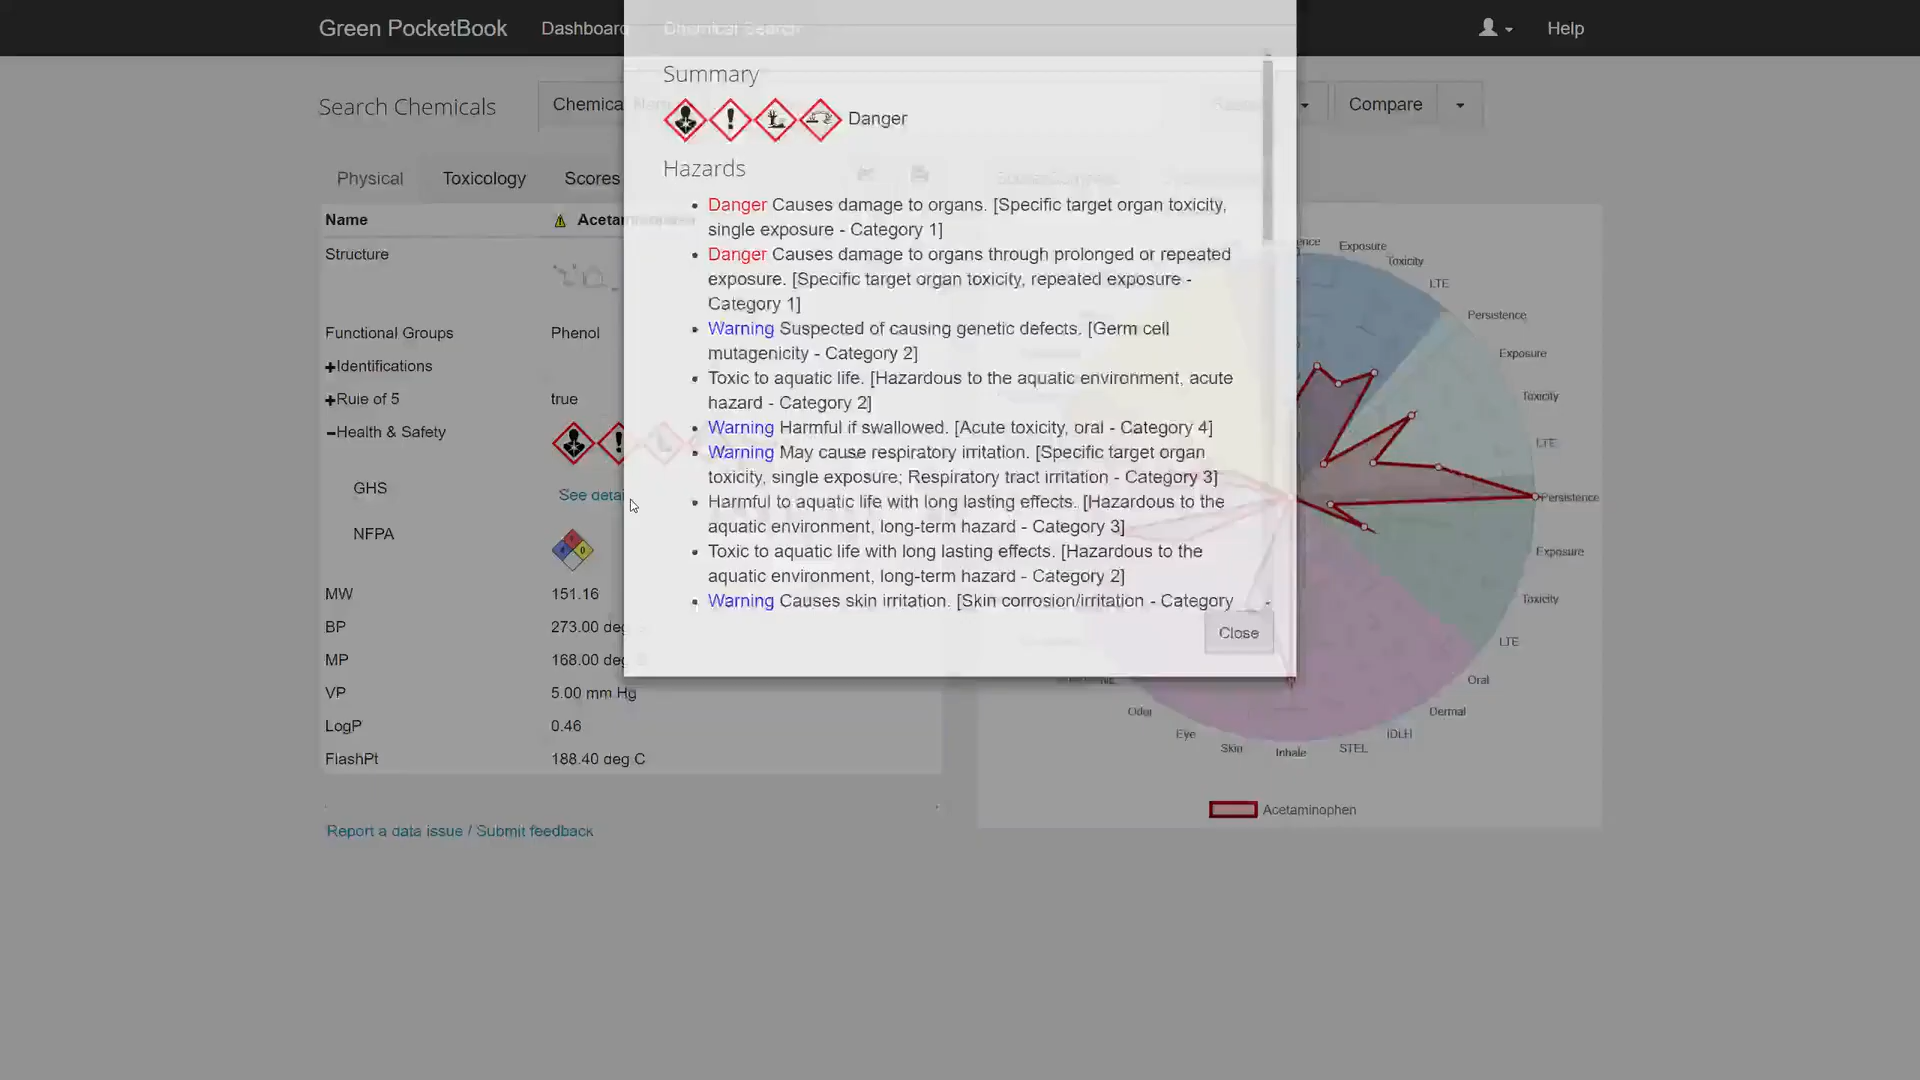 Green PocketBook Dashboard Chemical Search Help
Search Chemicals Chemical Name Compare
Summary
Danger
Hazards
Danger Causes damage to organs. [Specific target organ toxicity,
single exposure - Category 1]
Danger Causes damage to organs through prolonged or repeated
exposure. [Specific target organ toxicity, repeated exposure -
Category 1]
Warning Suspected of causing genetic defects. [Germ cell
mutagenicity - Category 2]
Toxic to aquatic life. [Hazardous to the aquatic environment, acute
hazard - Category 2]
Warning Harmful if swallowed. [Acute toxicity, oral - Category 4]
Warning May cause respiratory irritation. [Specific target organ
toxicity, single exposure; Respiratory tract irritation - Category 3]
Harmful to aquatic life with long lasting effects. [Hazardous to the
aquatic environment, long-term hazard - Category 3]
Toxic to aquatic life with long lasting effects. [Hazardous to the
aquatic environment, long-term hazard - Category 2]
Warning Causes skin irritation. [Skin corrosion/irritation - Category
Close
Physical Toxicology Scores
Name
Structure
Functional Groups Phenol
Identifications
Rule of 5 true
Health & Safety
GHS See detai
NFPA
MW 151.16
BP 273.00 deg
MP 168.00 deg
VP 5.00 mm Hg
LogP 0.46
FlashPt 188.40 deg C
Report a data issue / Submit feedback
Exposure
Toxicity
LTE
Persistence
Exposure
Toxicity
LTE
Persistence
Exposure
Toxicity
LTE
Oral
Dermal
IDLH
STEL
Inhale
Skin
Eye
Odor
Acetaminophen